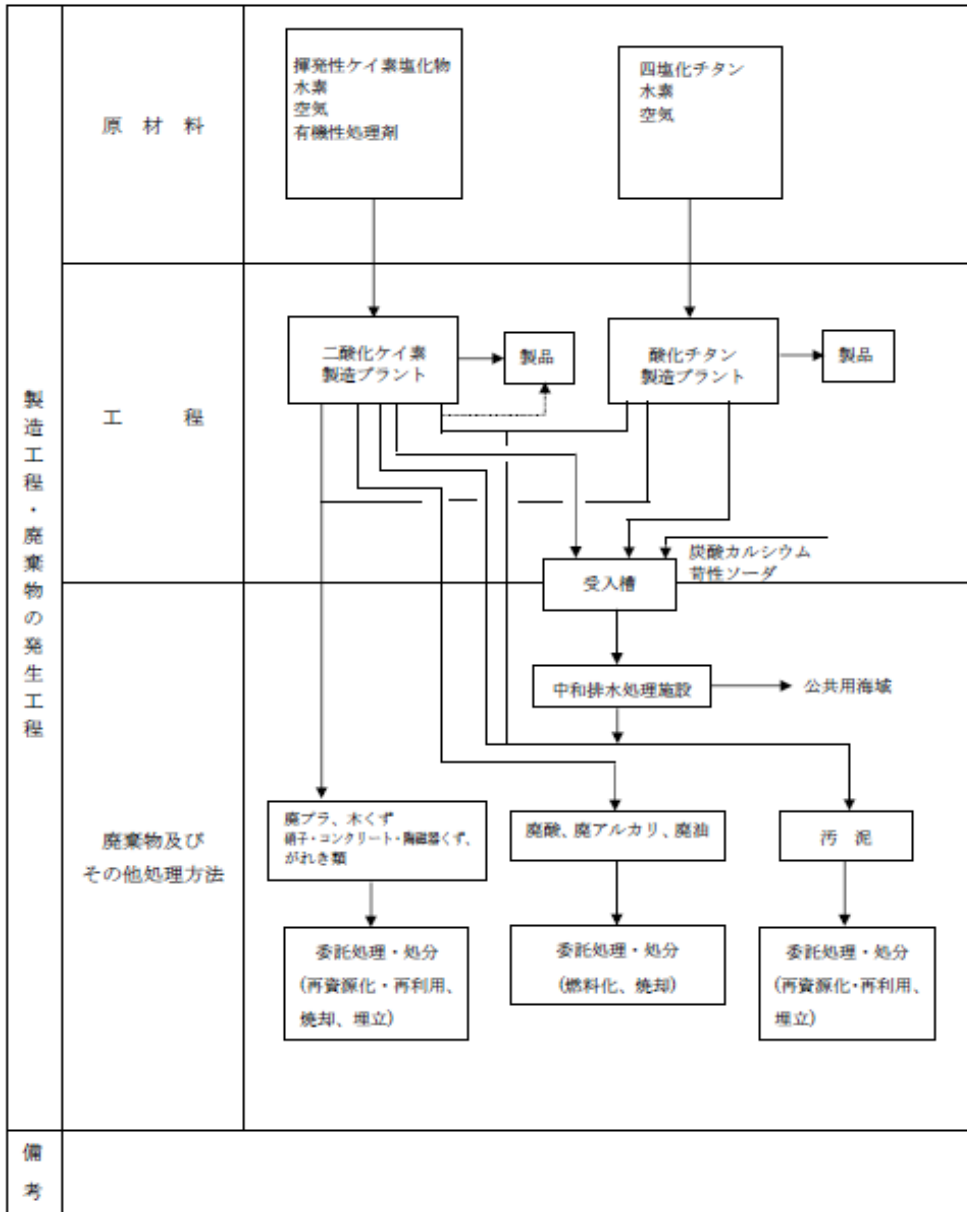 製造工程・廃棄物の発生工程
原材料
揮発性ケイ素塩化物
水素
空気
有機性処理剤
四塩化チタン
水素
空気
工程
二酸化ケイ素
製造プラント
製品
酸化チタン
製造プラント
製品
炭酸カルシウム
苛性ソーダ
受入槽
中和排水処理施設
公共用海域
廃棄物及び
その他処理方法
廃プラ、木くず
硝子・コンクリート・陶磁器くず、
がれき類
廃酸、廃アルカリ、廃油
汚泥
委託処理・処分
(再資源化・再利用、
焼却、埋立)
委託処理・処分
(燃料化、焼却)
委託処理・処分
(再資源化・再利用、
埋立)
備考